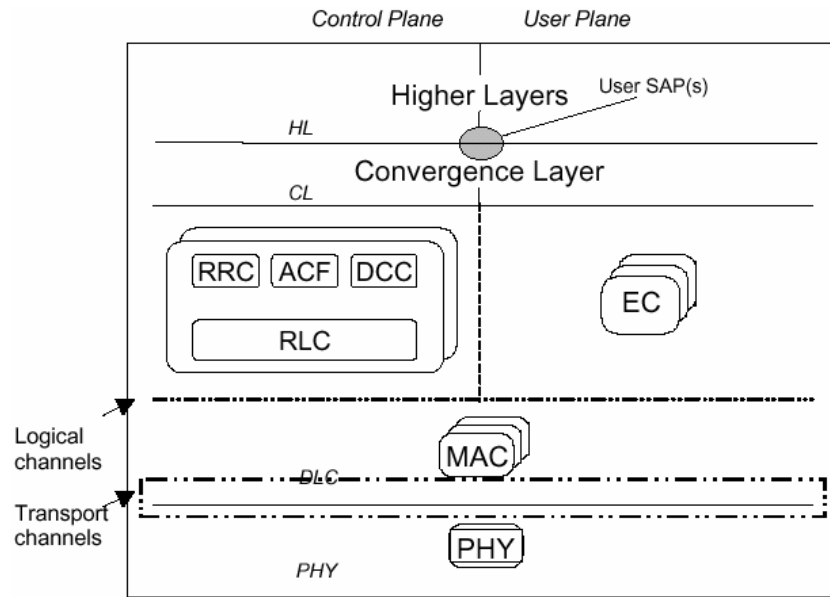 Control Plane
User Plane
Higher Layers
User SAP(s)
HL
Convergence Layer
CL
RRC
ACF
DCC
EC
RLC
Logical
channels
MAC
DLC
Transport
channels
PHY
PHY